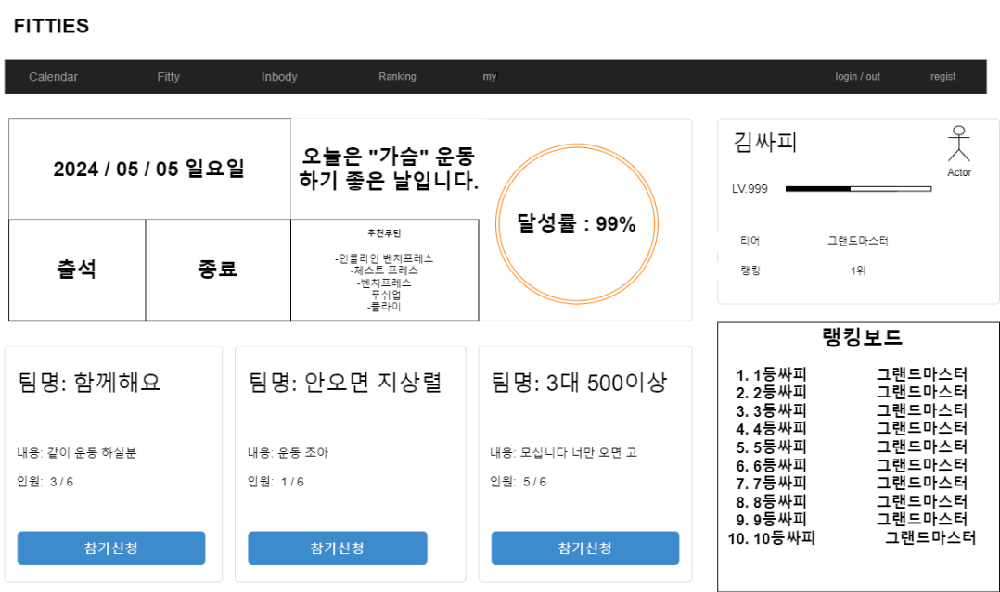 FITTIES
Calendar Fitty Inbody Ranking my login / out regist
2024 / 05 / 05 일요일
오늘은 "가슴" 운동
하기 좋은 날입니다.
출석
종료
추천루틴
-인클라인 벤치프레스
-체스트 프레스
-벤치프레스
-푸쉬업
-플라이
달성률 : 99%
김싸피
Actor
LV.999
티어 그랜드마스터
랭킹 1위
팀명: 함께해요
내용: 같이 운동 하실분
인원: 3 / 6
참가신청
팀명: 안오면 지상렬
내용: 운동 조아
인원: 1 / 6
참가신청
팀명: 3대 500이상
내용: 모십니다 너만 오면 고
인원: 5 / 6
참가신청
랭킹보드
1. 1등싸피 그랜드마스터
2. 2등싸피 그랜드마스터
3. 3등싸피 그랜드마스터
4. 4등싸피 그랜드마스터
5. 5등싸피 그랜드마스터
6. 6등싸피 그랜드마스터
7. 7등싸피 그랜드마스터
8. 8등싸피 그랜드마스터
9. 9등싸피 그랜드마스터
10. 10등싸피 그랜드마스터